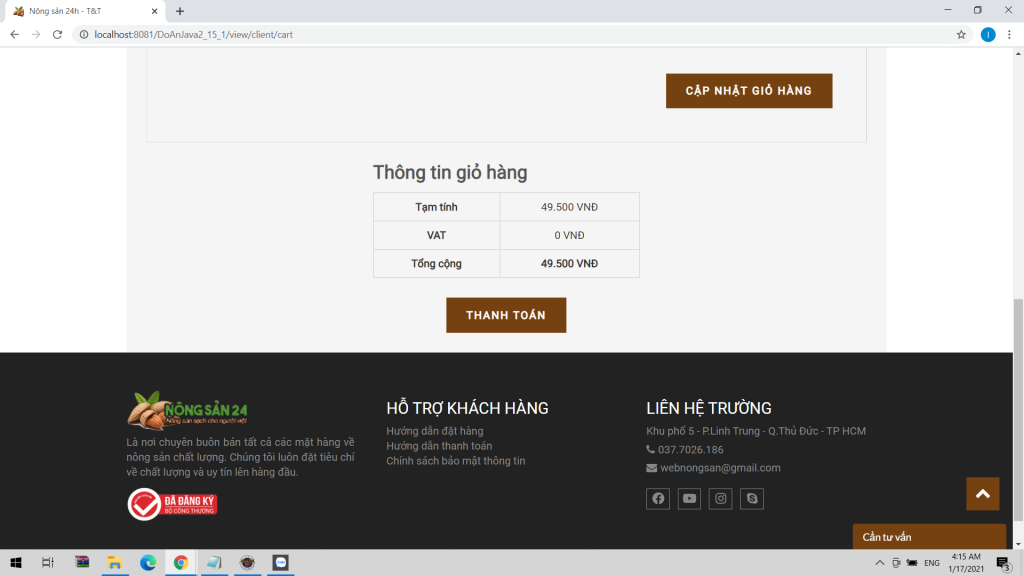 Nông sản 24h - T&T
localhost:8081/DoAnJava2_15_1/view/client/cart
CẬP NHẬT GIỎ HÀNG
Thông tin giỏ hàng
Tạm tính 49.500 VNĐ
VAT 0 VNĐ
Tổng cộng 49.500 VNĐ
THANH TOÁN
NÔNG SẢN 24
Nông sản sạch cho người việt
Là nơi chuyên buôn bán tất cả các mặt hàng về
nông sản chất lượng. Chúng tôi luôn đặt tiêu chí
về chất lượng và uy tín lên hàng đầu.
ĐÃ ĐĂNG KÝ
BỘ CÔNG THƯƠNG
HỖ TRỢ KHÁCH HÀNG
Hướng dẫn đặt hàng
Hướng dẫn thanh toán
Chính sách bảo mật thông tin
LIÊN HỆ TRƯỜNG
Khu phố 5 - P.Linh Trung - Q.Thủ Đức - TP HCM
037.7026.186
webnongsan@gmail.com
Cần tư vấn
ENG
4:15 AM
1/17/2021
3